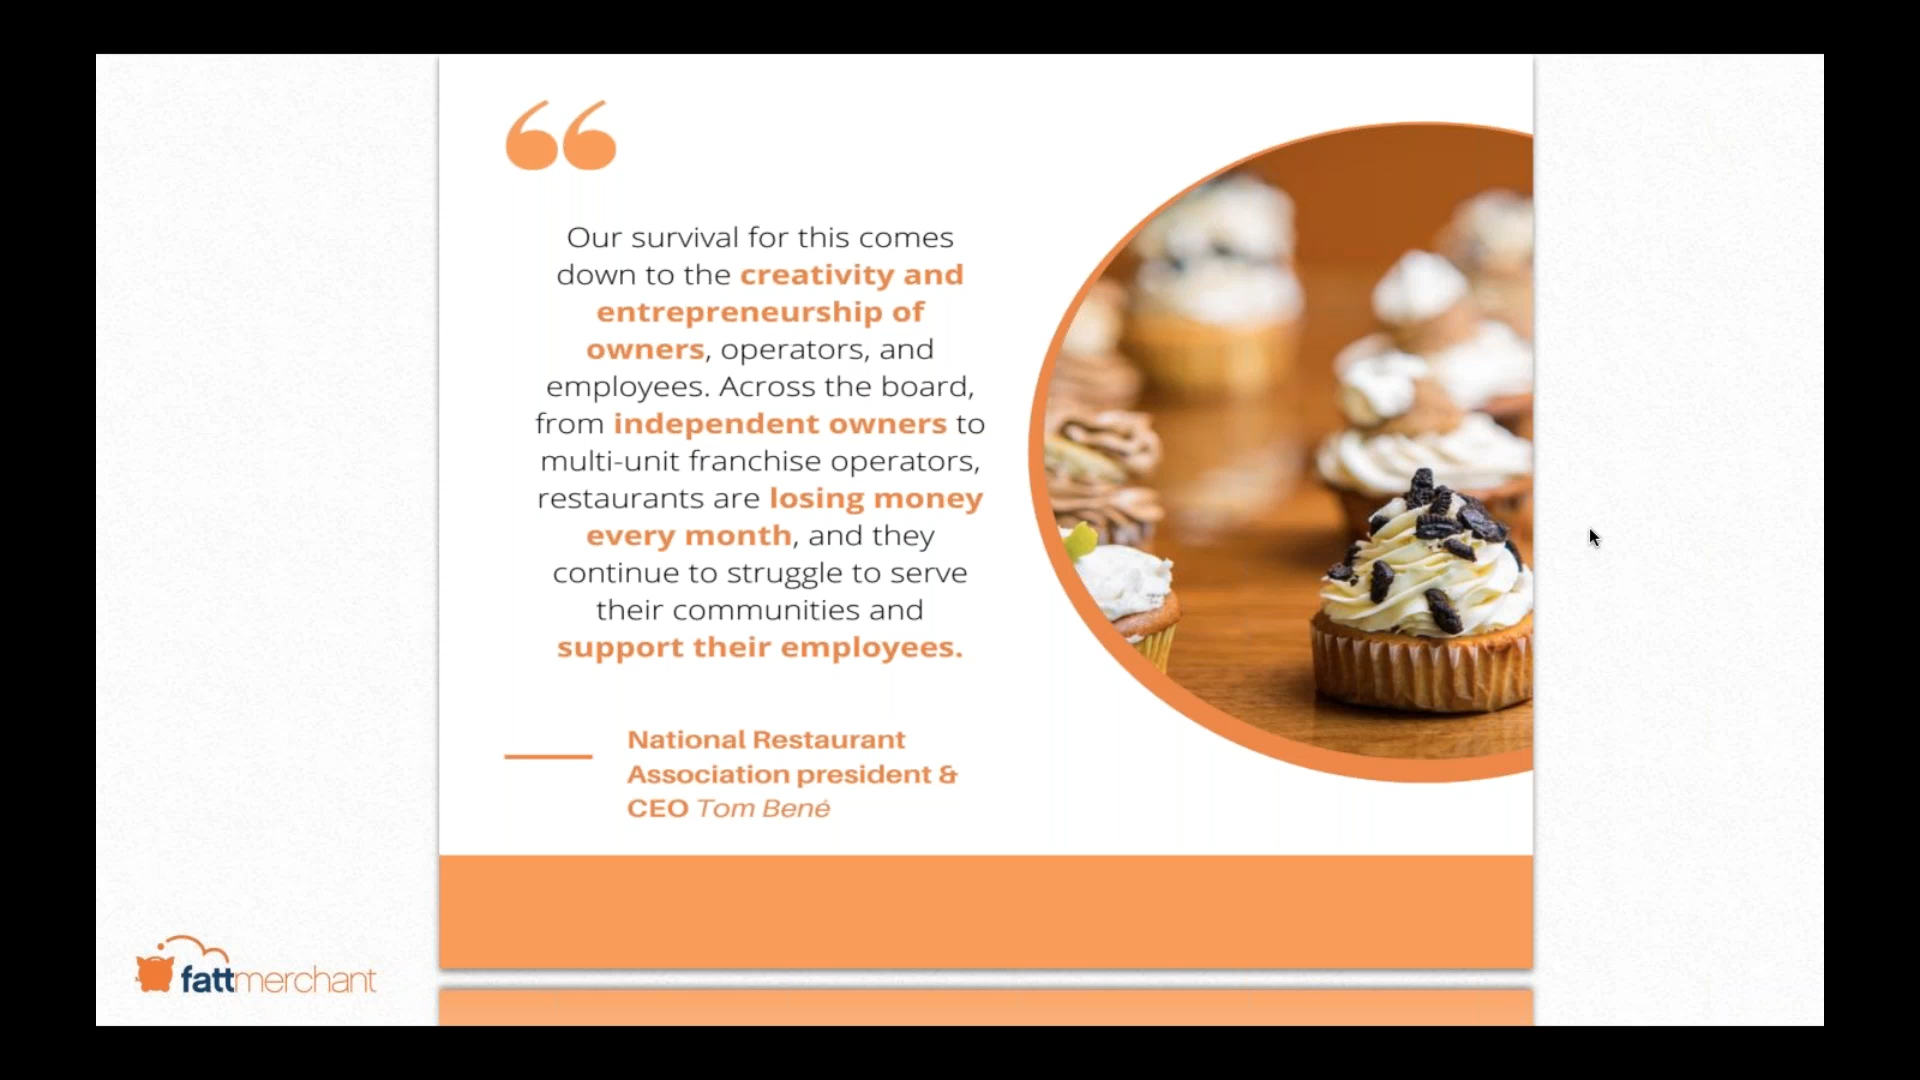 Our survival for this comes
down to the creativity and
entrepreneurship of
owners, operators, and
employees. Across the board,
from independent owners to
multi-unit franchise operators,
restaurants are losing money
every month, and they
continue to struggle to serve
their communities and
support their employees.
National Restaurant
Association president &
CEO Tom Bené
fattmerchant